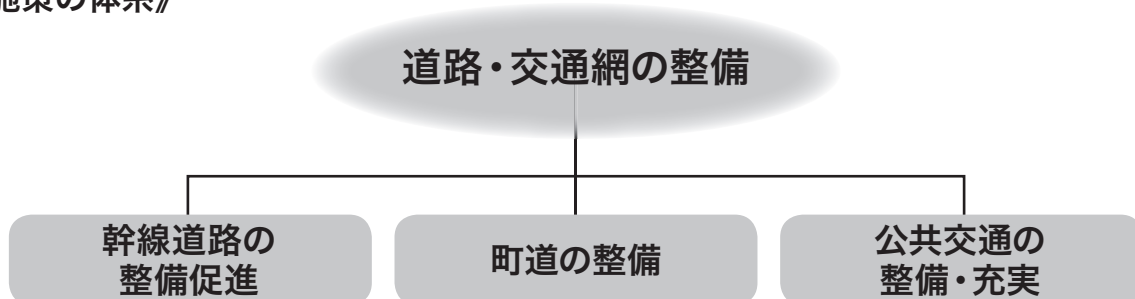 施策の体系》
道路・交通網の整備
幹線道路の
整備促進
町道の整備
公共交通の
整備・充実